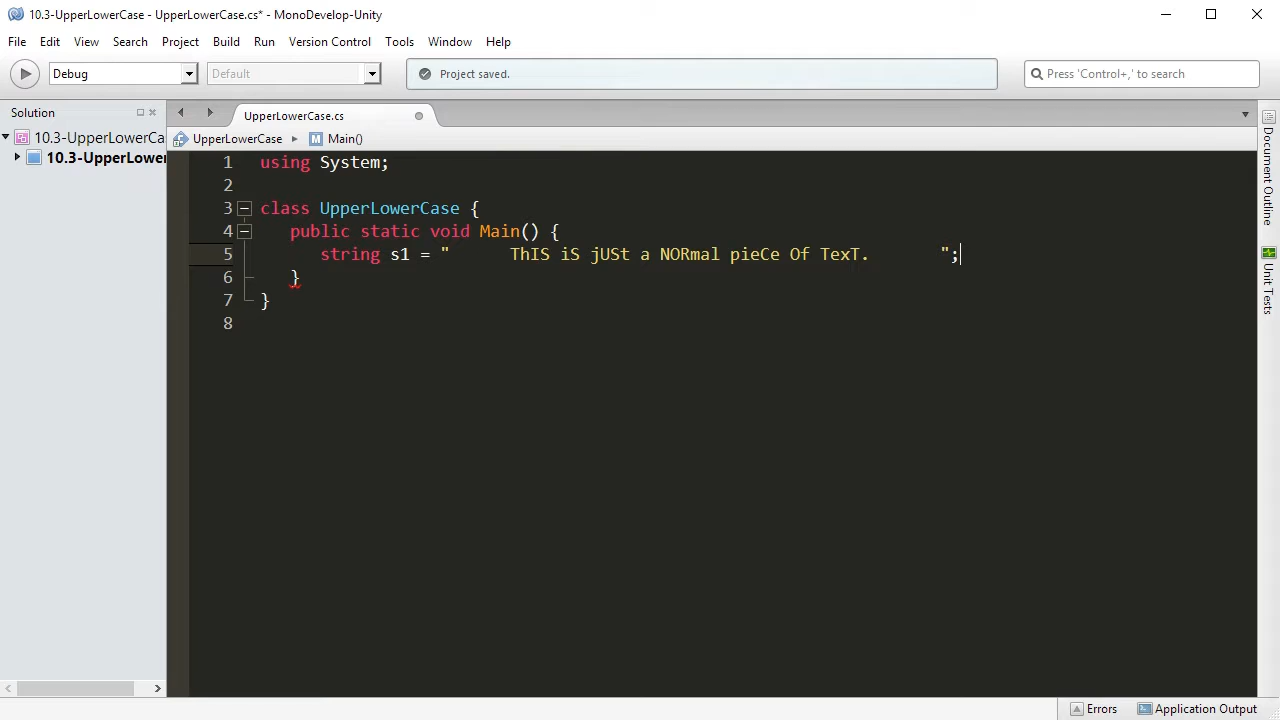 10.3-UpperLowerCase - UpperLowerCase.cs* - MonoDevelop-Unity
File Edit View Search Project Build Run Version Control Tools Window Help
Debug Default Project saved. Press 'Control+,' to search
Solution UpperLowerCase.cs
10.3-UpperLowerCa UpperLowerCase Main()
10.3-UpperLower
1 using System;
2
3 class UpperLowerCase {
4 public static void Main() {
5 string s1 = "      ThIS iS jUSt a NORmal pieCe Of TexT.       ";
6 }
7 }
8
Document Outline
Unit Tests
Errors Application Output